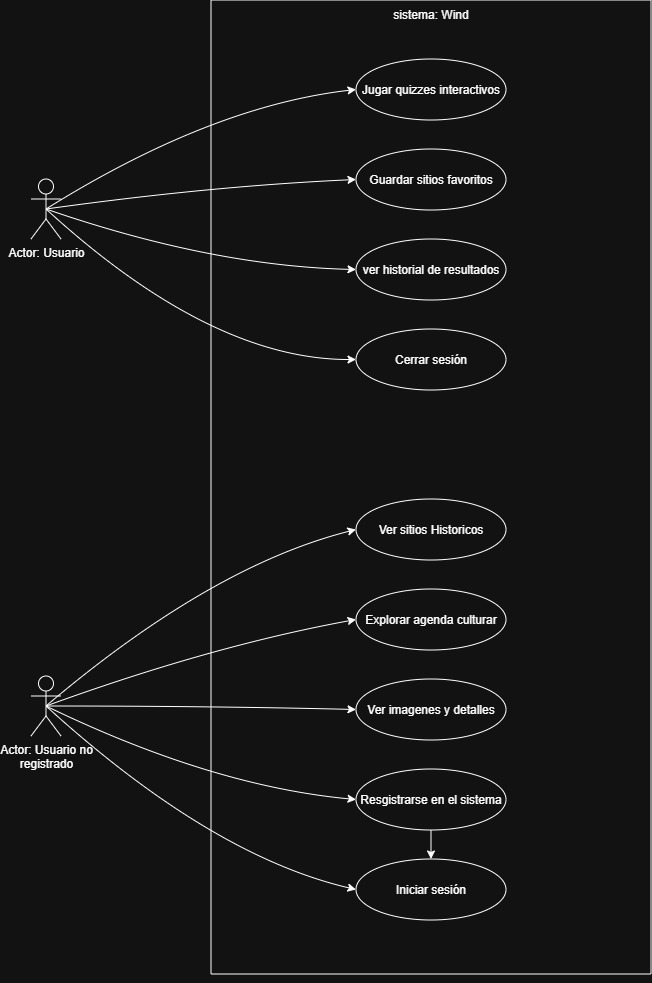 sistema: Wind
Jugar quizzes interactivos
Guardar sitios favoritos
Actor: Usuario
ver historial de resultados
Cerrar sesión
Ver sitios Historicos
Explorar agenda culturar
Ver imagenes y detalles
Actor: Usuario no
registrado
Resgistrarse en el sistema
Iniciar sesión